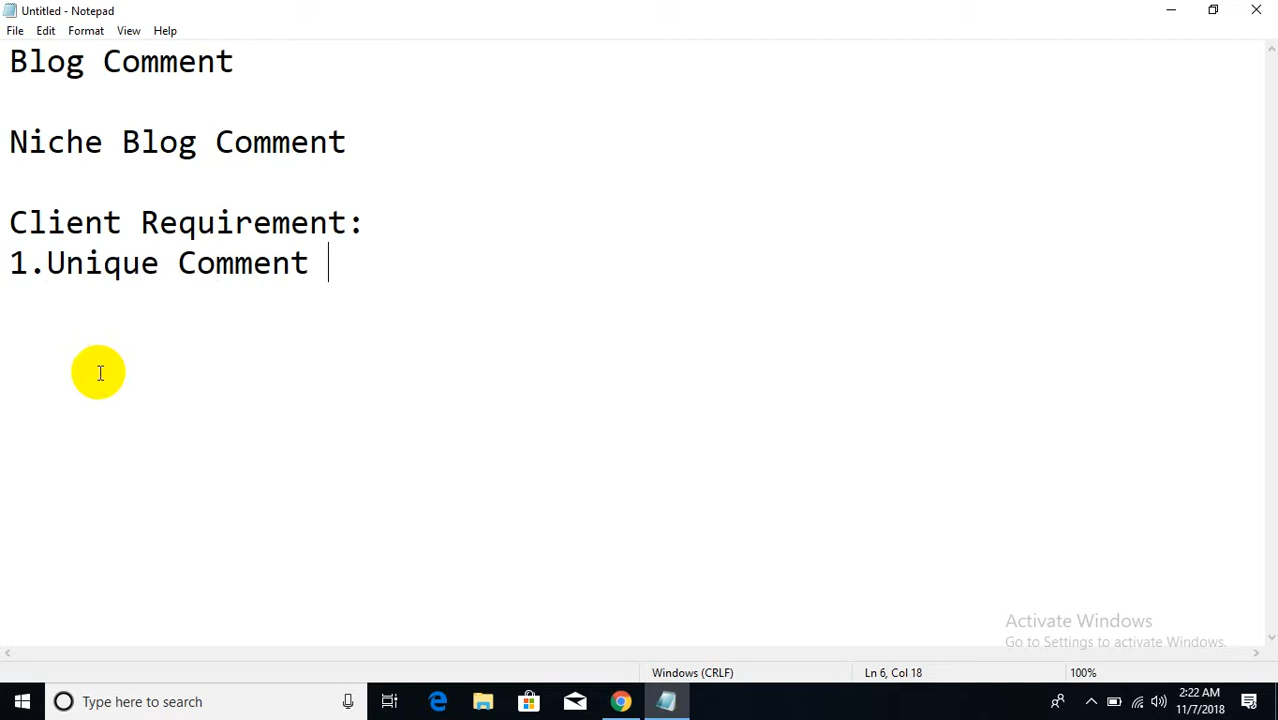 Untitled - Notepad
File Edit Format View Help
Blog Comment
Niche Blog Comment
Client Requirement:
1.Unique Comment
Activate Windows
Go to Settings to activate Windows.
Windows (CRLF) Ln 6, Col 18 100%
Type here to search
2:22 AM
11/7/2018